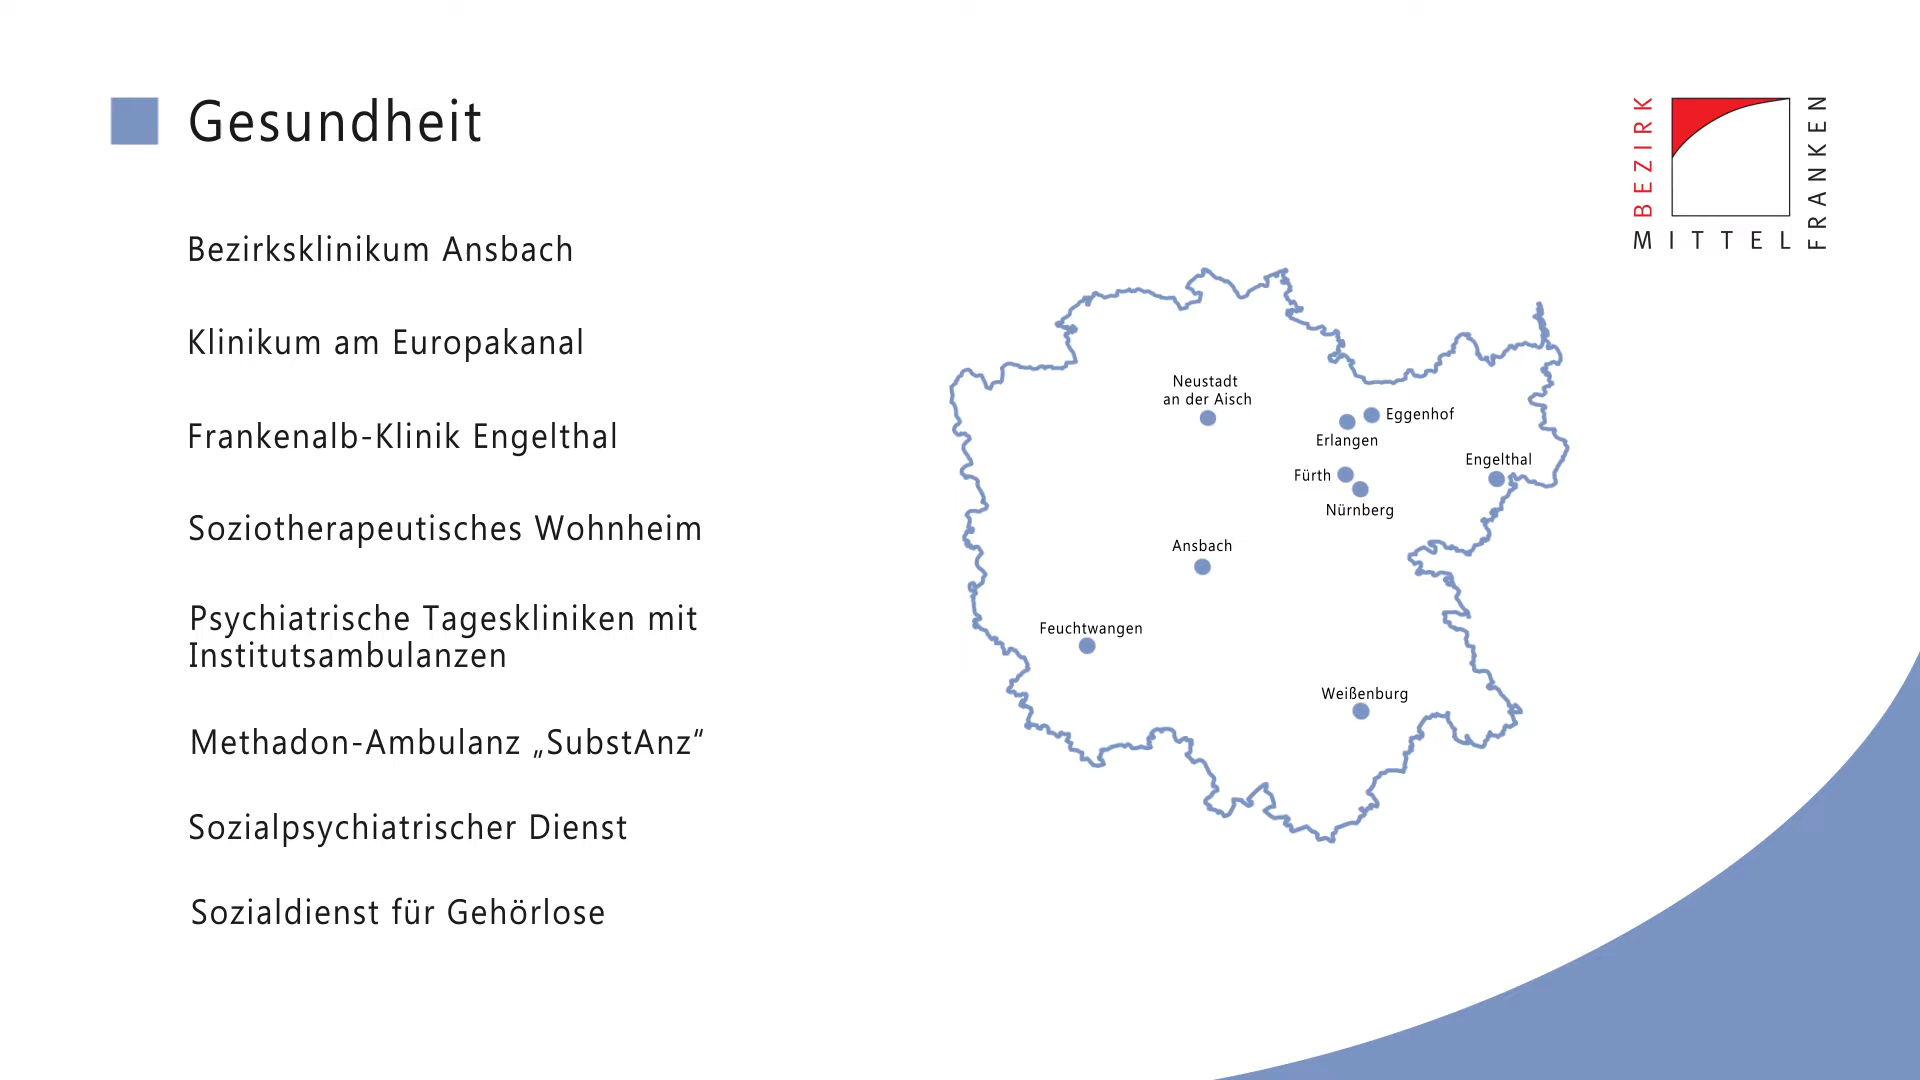 Gesundheit
Bezirksklinikum Ansbach
Klinikum am Europakanal
Frankenalb-Klinik Engelthal
Soziotherapeutisches Wohnheim
Psychiatrische Tageskliniken mit
Institutsambulanzen
Methadon-Ambulanz „SubstAnz“
Sozialpsychiatrischer Dienst
Sozialdienst für Gehörlose
BEZIRK
MITTEL
FRANKEN
Neustadt
an der Aisch
Eggenhof
Erlangen
Engelthal
Fürth
Nürnberg
Ansbach
Feuchtwangen
Weißenburg